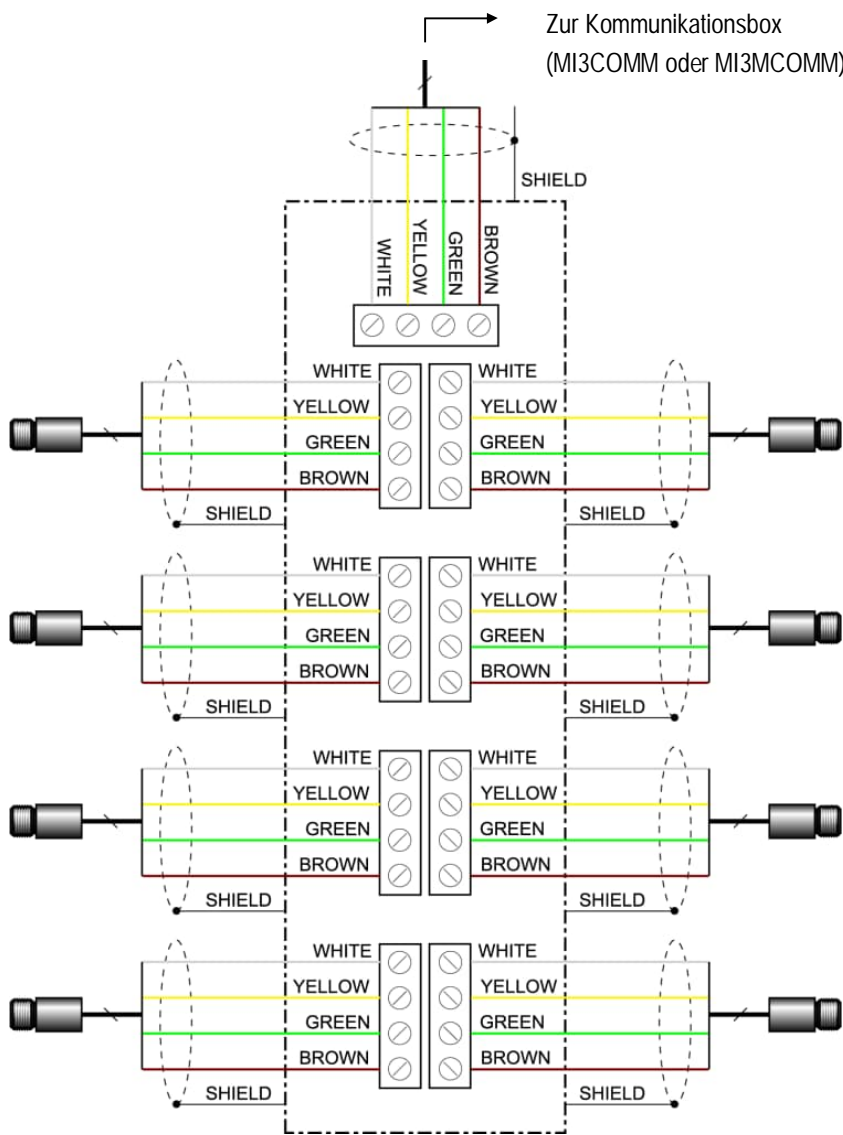 Zur Kommunikationsbox
(MI3COMM oder MI3MCOMM)
SHIELD
WHITE
YELLOW
GREEN
BROWN
WHITE WHITE
YELLOW YELLOW
GREEN GREEN
BROWN BROWN
SHIELD SHIELD
WHITE WHITE
YELLOW YELLOW
GREEN GREEN
BROWN BROWN
SHIELD SHIELD
WHITE WHITE
YELLOW YELLOW
GREEN GREEN
BROWN BROWN
SHIELD SHIELD
WHITE WHITE
YELLOW YELLOW
GREEN GREEN
BROWN BROWN
SHIELD SHIELD